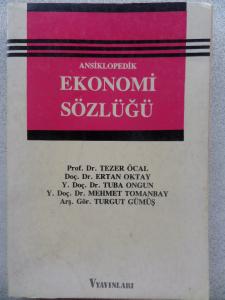 ANSİKLOPEDİK
EKONOMİ
SÖZLÜĞÜ
Prof. Dr. TEZER ÖCAL
Doç. Dr. ERTAN OKTAY
Y. Doç. Dr. TUBA ONGUN
Y. Doç. Dr. MEHMET TOMANBAY
Arş. Gör. TURGUT GÜMÜŞ
V YAYINLARI